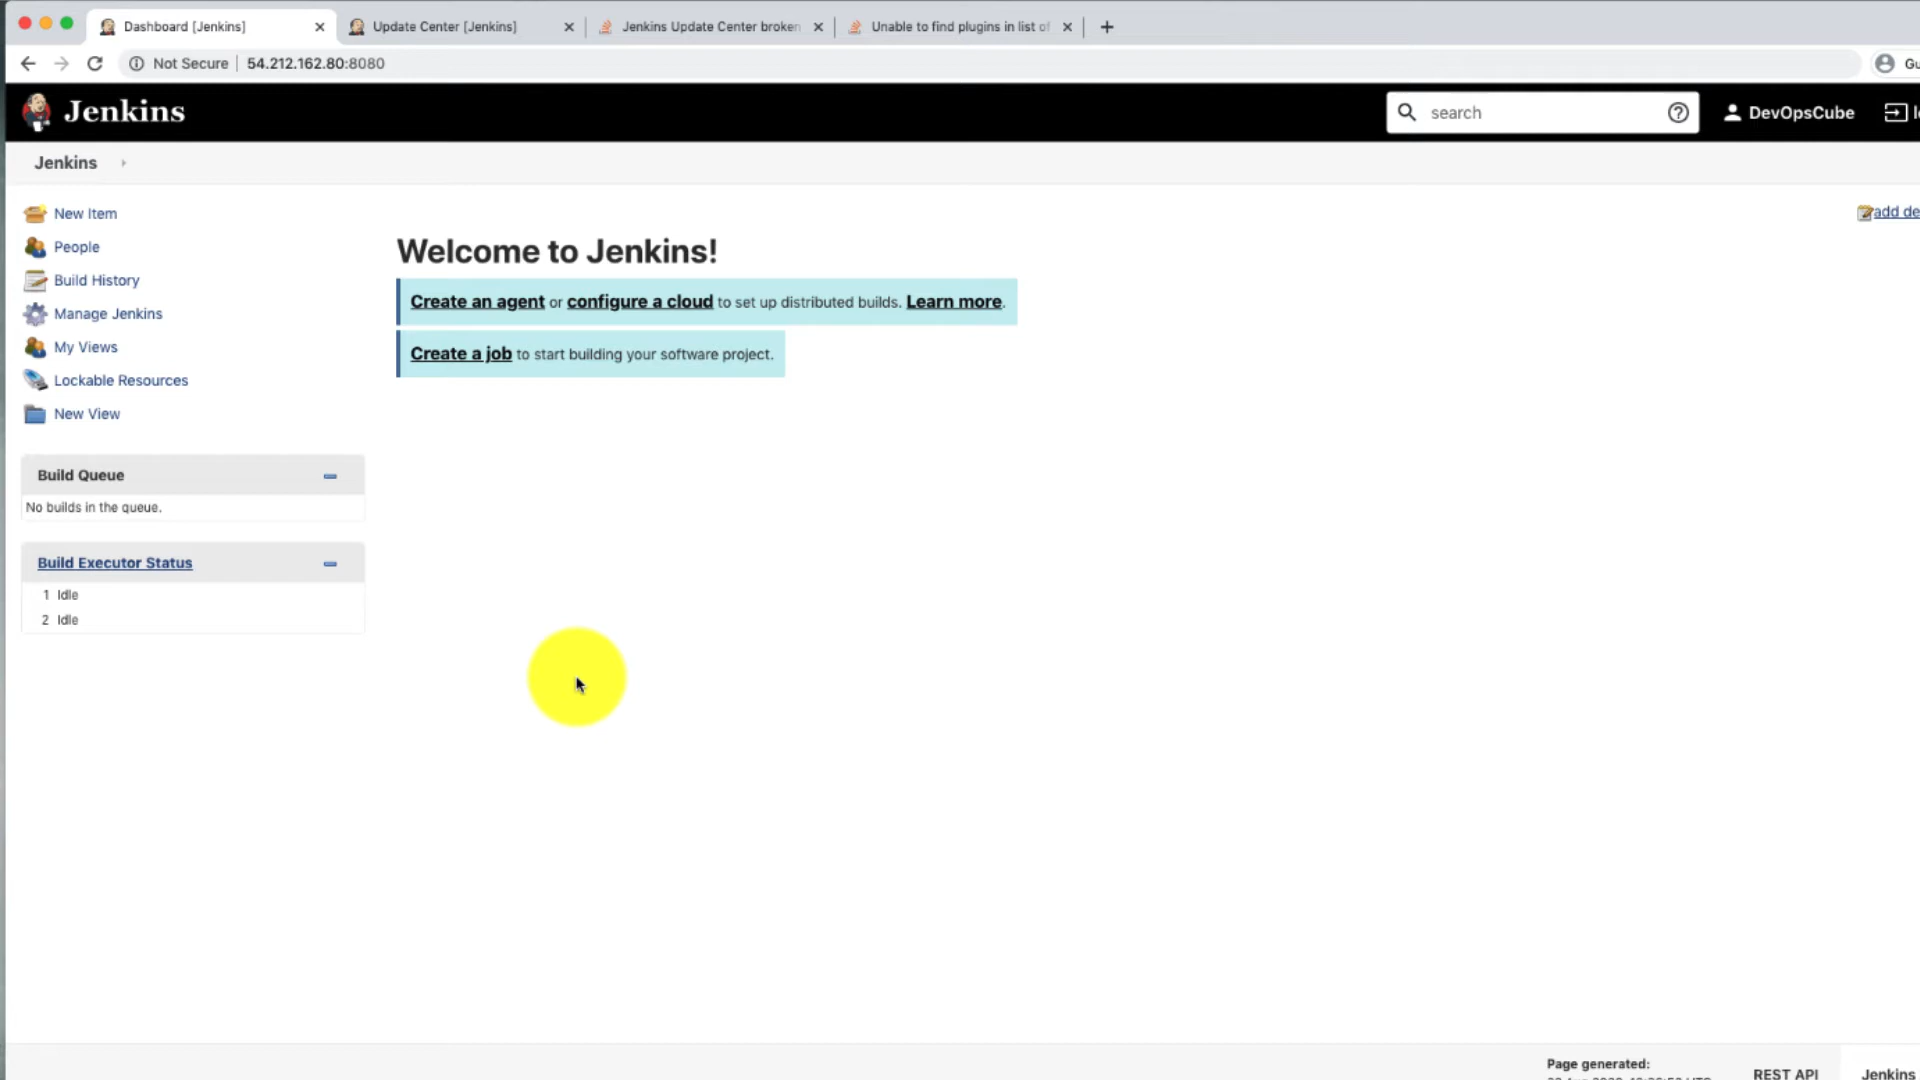 Dashboard [Jenkins]
Update Center [Jenkins]
Jenkins Update Center broken
Unable to find plugins in list of
Not Secure | 54.212.162.80:8080
Jenkins
search
DevOpsCube
Jenkins
New Item
People
Build History
Manage Jenkins
My Views
Lockable Resources
New View
add de
Welcome to Jenkins!
Create an agent or configure a cloud to set up distributed builds. Learn more.
Create a job to start building your software project.
Build Queue
No builds in the queue.
Build Executor Status
1 Idle
2 Idle
Page generated:
REST API
Jenkins